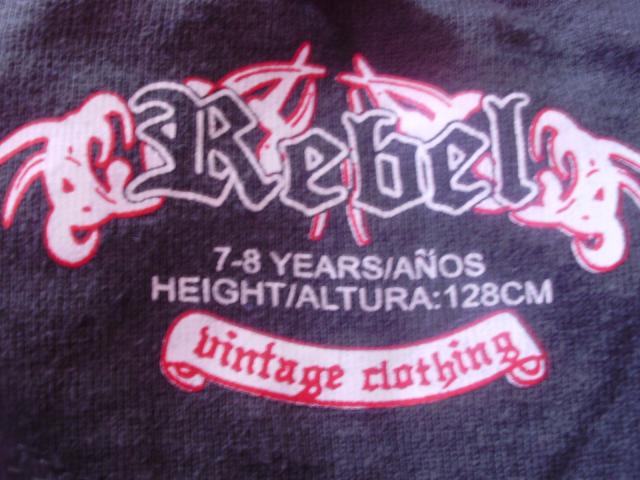 Rebel
7-8 YEARS/AÑOS
HEIGHT/ALTURA:128CM
vintage clothing